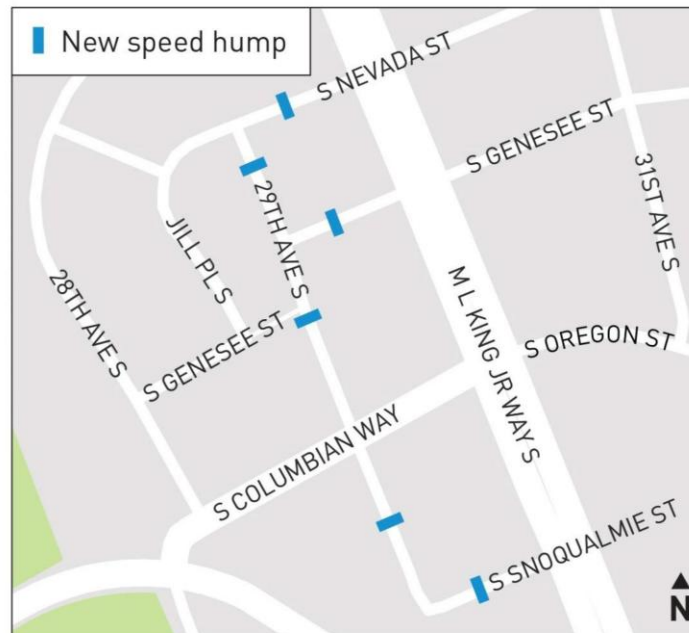 New speed hump
S NEVADA ST
S GENESEE ST
31ST AVE S
29TH AVE S
JILL PL S
28TH AVE S
S GENESEE ST
M L KING JR WAY S
S OREGON ST
S COLUMBIAN WAY
S SNOQUALMIE ST
N